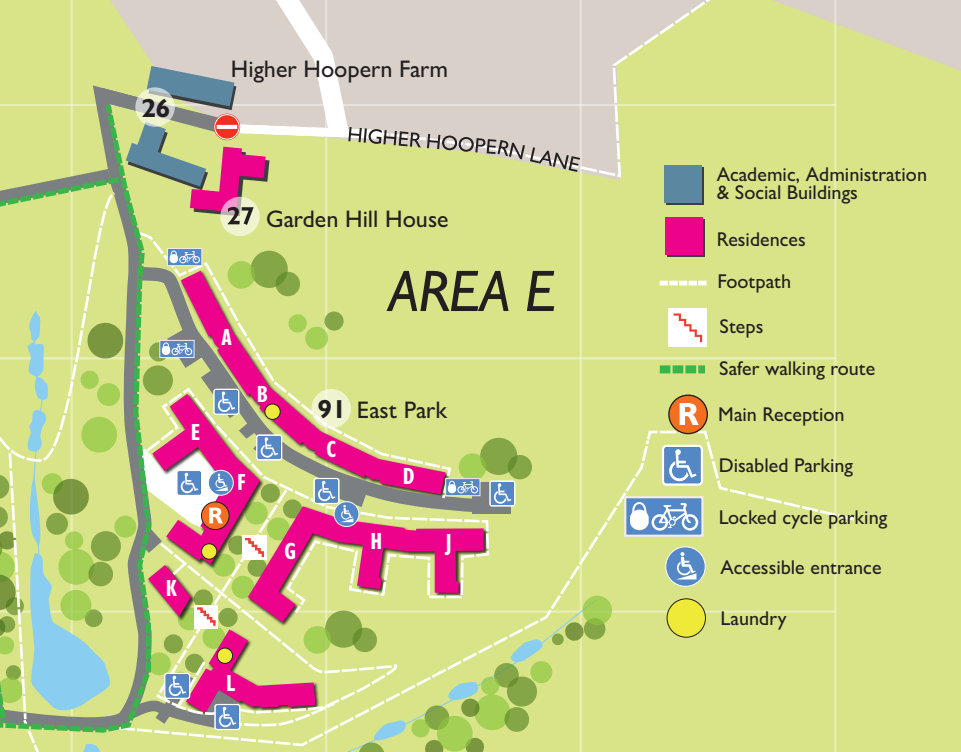 Higher Hoopern Farm
26
HIGHER HOOPERN LANE
27 Garden Hill House
Academic, Administration
& Social Buildings
Residences
AREA E
Footpath
Steps
Safer walking route
A
B
91 East Park
R Main Reception
E
C
D
Disabled Parking
F
R
Locked cycle parking
G
H
J
Accessible entrance
K
Laundry
L